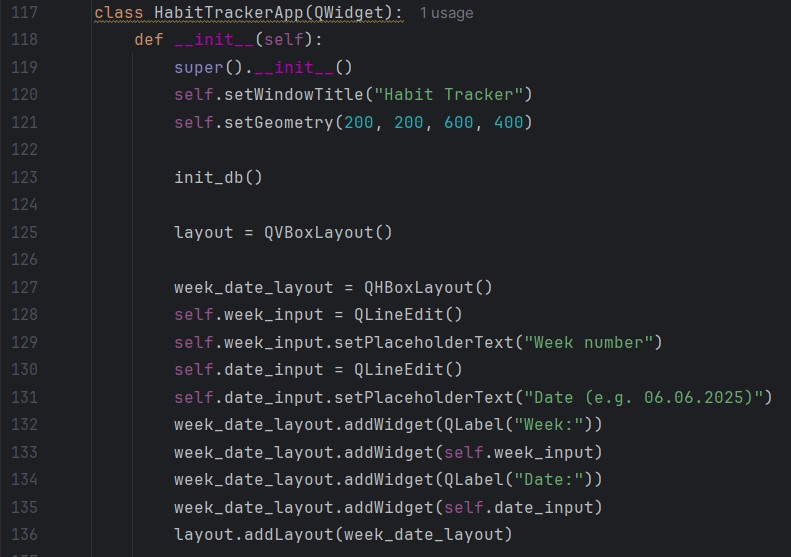 117 class HabitTrackerApp(QWidget): 1 usage
118 def __init__(self):
119 super().__init__()
120 self.setWindowTitle("Habit Tracker")
121 self.setGeometry(200, 200, 600, 400)
122
123 init_db()
124
125 layout = QVBoxLayout()
126
127 week_date_layout = QHBoxLayout()
128 self.week_input = QLineEdit()
129 self.week_input.setPlaceholderText("Week number")
130 self.date_input = QLineEdit()
131 self.date_input.setPlaceholderText("Date (e.g. 06.06.2025)")
132 week_date_layout.addWidget(QLabel("Week:"))
133 week_date_layout.addWidget(self.week_input)
134 week_date_layout.addWidget(QLabel("Date:"))
135 week_date_layout.addWidget(self.date_input)
136 layout.addLayout(week_date_layout)